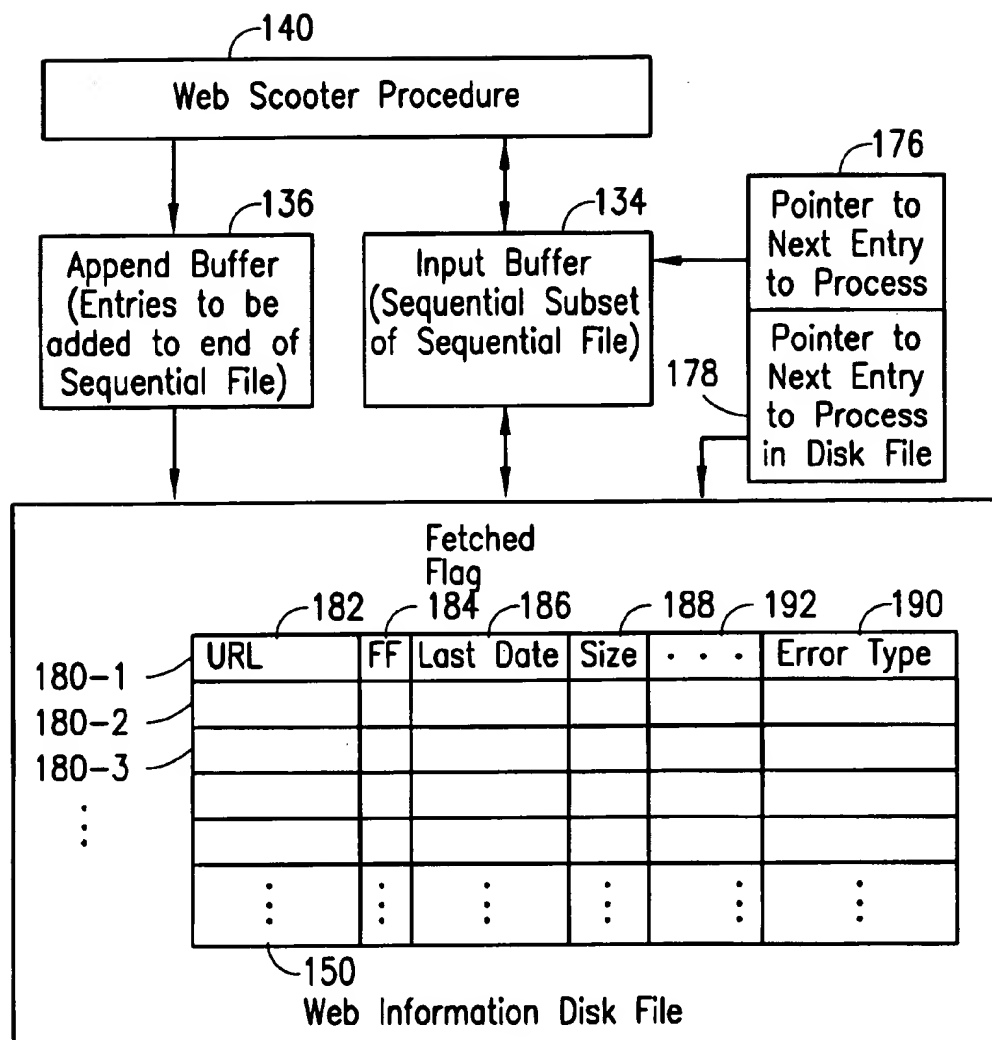 140
Web Scooter Procedure
136
Append Buffer
(Entries to be
added to end of
Sequential File)
134
Input Buffer
(Sequential Subset
of Sequential File)
176
Pointer to
Next Entry
to Process
178
Pointer to
Next Entry
to Process
in Disk File
Fetched
Flag
182 184 186 188 192 190
180-1 URL FF Last Date Size . . . Error Type
180-2
180-3
150
Web Information Disk File